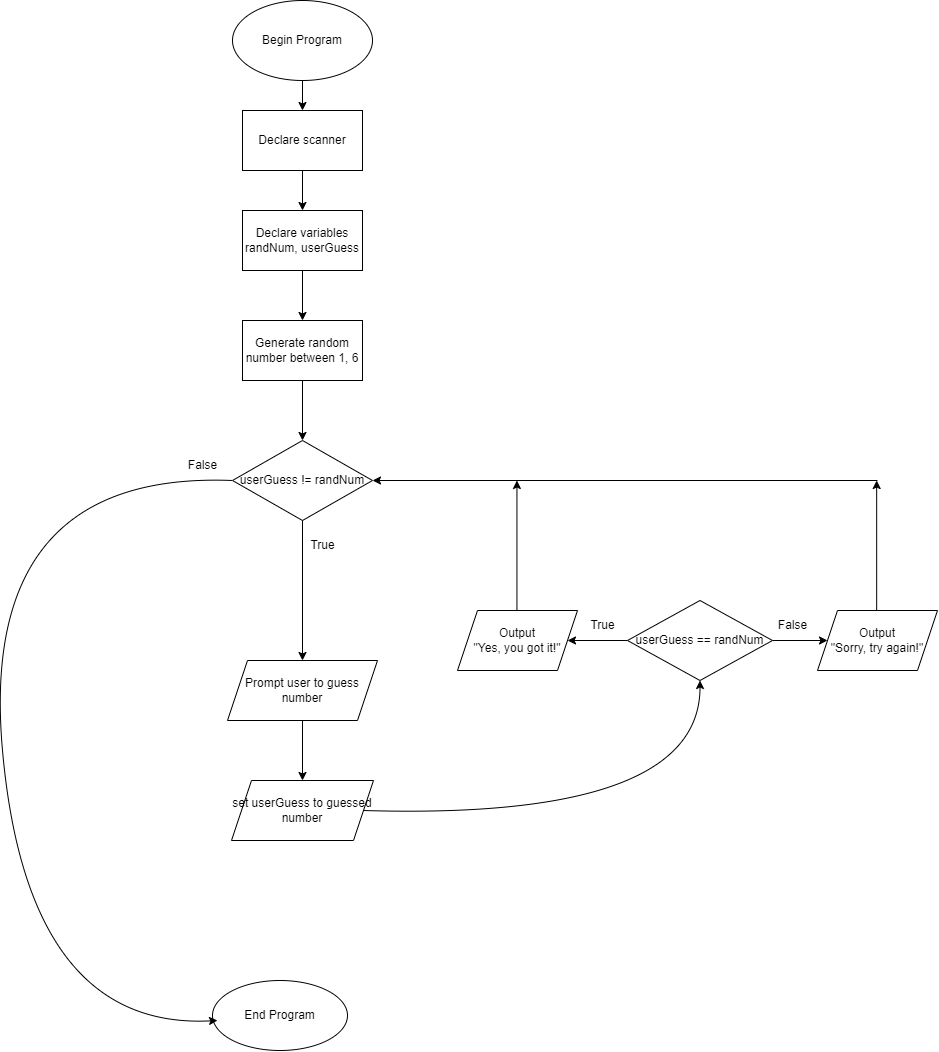 Begin Program
Declare scanner
Declare variables
randNum, userGuess
Generate random
number between 1, 6
False
userGuess != randNum
True
True
False
Output
"Yes, you got it!"
userGuess == randNum
Output
"Sorry, try again!"
Prompt user to guess
number
set userGuess to guessed
number
End Program